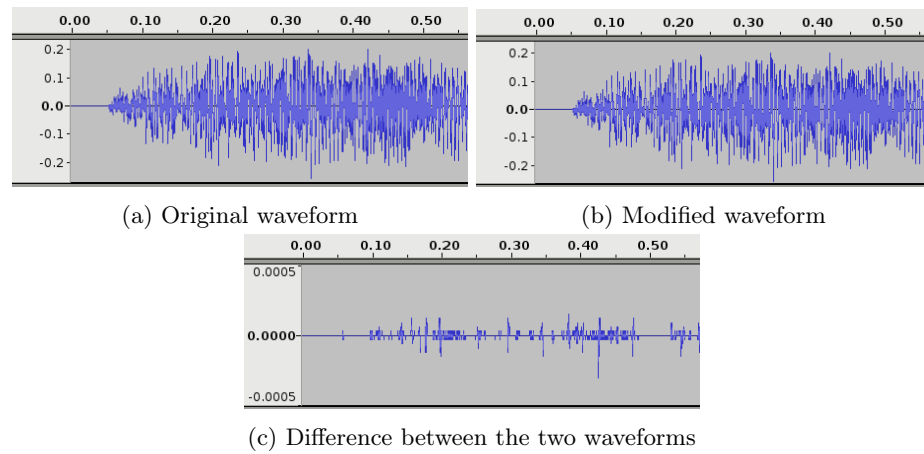 0.00 0.10 0.20 0.30 0.40 0.50
0.2
0.1
0.0
-0.1
-0.2
(a) Original waveform
0.00 0.10 0.20 0.30 0.40 0.50
0.2
0.1
0.0
-0.1
-0.2
(b) Modified waveform
0.00 0.10 0.20 0.30 0.40 0.50
0.0005
0.0000
-0.0005
(c) Difference between the two waveforms